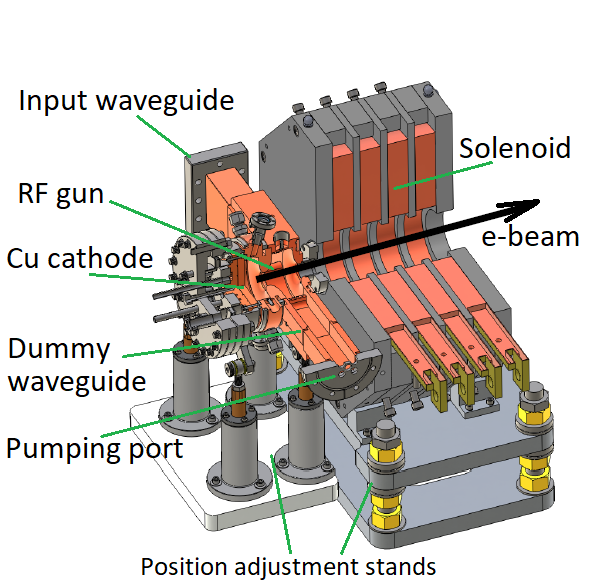 Input waveguide
Solenoid
RF gun
e-beam
Cu cathode
Dummy
waveguide
Pumping port
Position adjustment stands